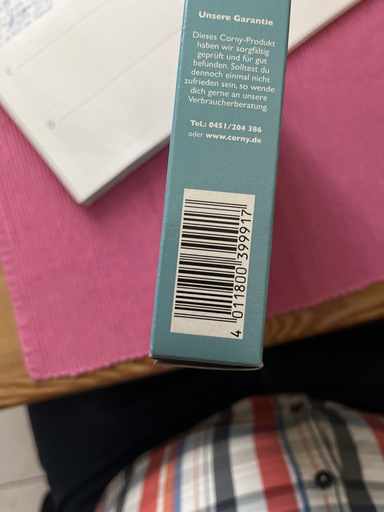 Unsere Garantie
Dieses Corny-Produkt
haben wir sorgfältig
geprüft und für gut
befunden. Solltest du
dennoch einmal nicht
zufrieden sein, so wende
dich gerne an unsere
Verbraucherberatung.
Tel.: 0451/204 386
oder www.corny.de
4 011800 399917